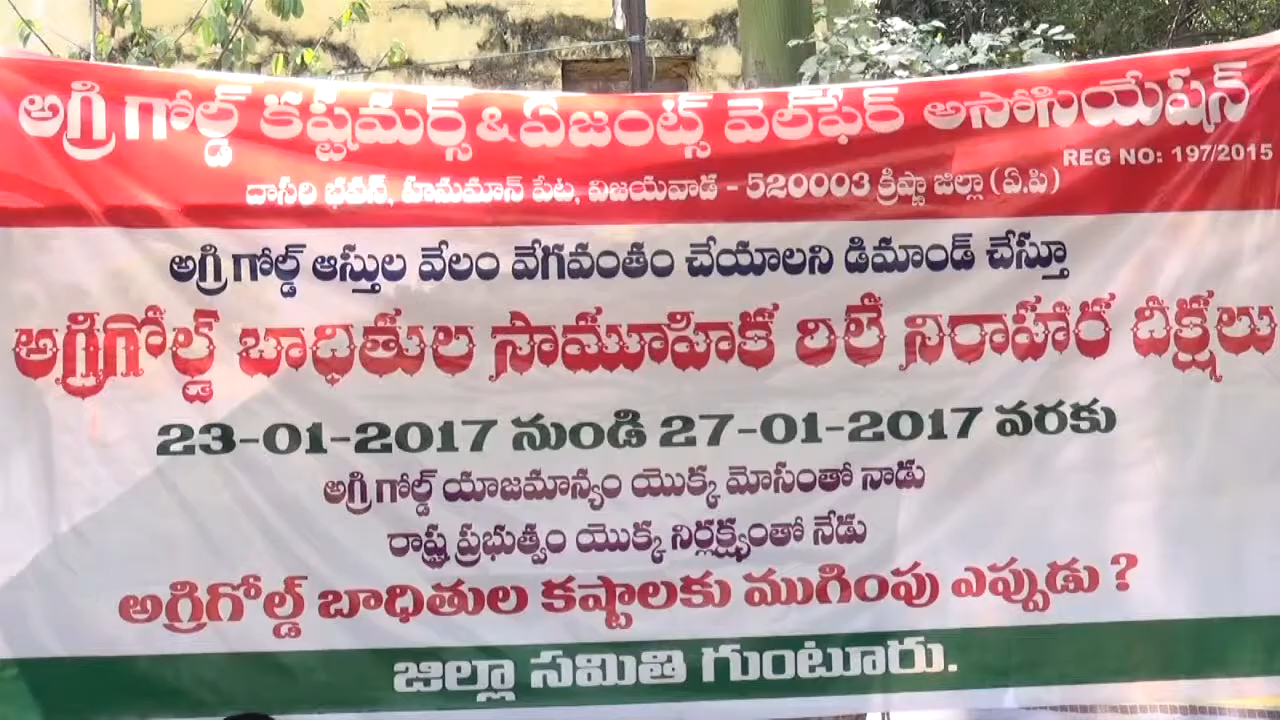 అగ్రి గోల్డ్ కష్టమర్స్ & ఏజంట్స్ వెల్‌ఫేర్ అసోసియేషన్
REG NO: 197/2015
దాసరి భవన్, హనుమాన్ పేట, విజయవాడ - 520003 క్రిష్ణా జిల్లా (ఏ.పి)
అగ్రి గోల్డ్ ఆస్తుల వేలం వేగవంతం చేయాలని డిమాండ్ చేస్తూ
అగ్రిగోల్డ్ బాధితుల సామూహిక రిలే నిరాహార దీక్షలు
23-01-2017 నుండి 27-01-2017 వరకు
అగ్రి గోల్డ్ యాజమాన్యం యొక్క మోసంతో నాడు
రాష్ట్ర ప్రభుత్వం యొక్క నిర్లక్ష్యంతో నేడు
అగ్రిగోల్డ్ బాధితుల కష్టాలకు ముగింపు ఎప్పుడు ?
జిల్లా సమితి గుంటూరు.